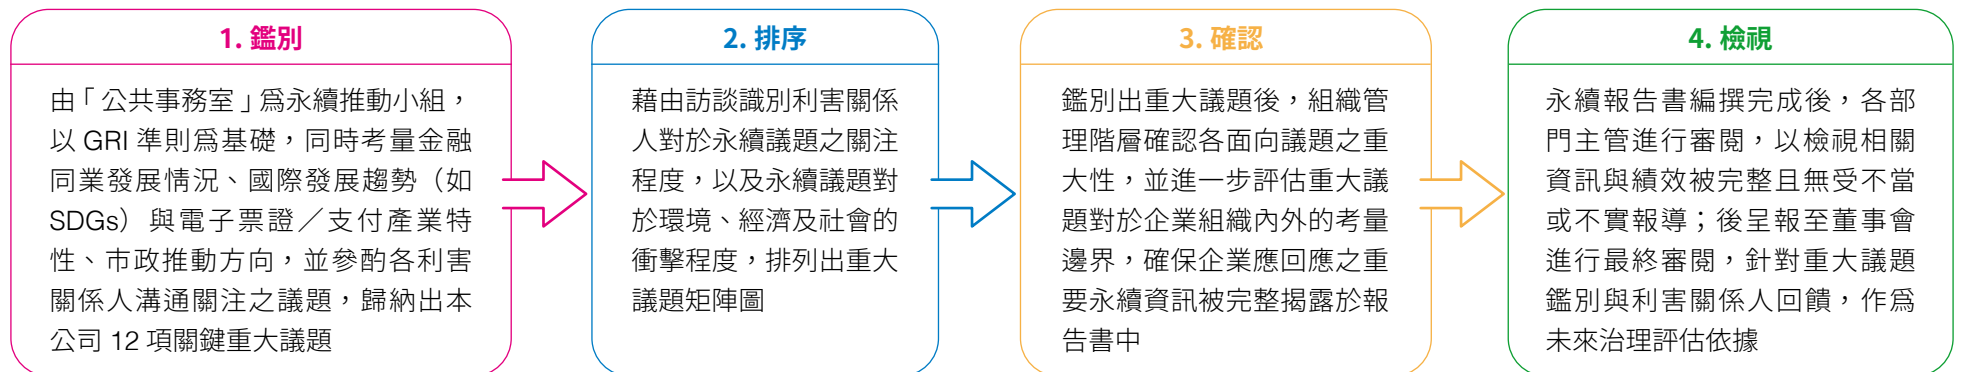 1. 鑑別
由「公共事務室」爲永續推動小組，
以 GRI 準則爲基礎，同時考量金融
同業發展情況、國際發展趨勢（如
SDGs）與電子票證／支付產業特
性、市政推動方向，並參酌各利害
關係人溝通關注之議題，歸納出本
公司 12 項關鍵重大議題
2. 排序
藉由訪談識別利害關係
人對於永續議題之關注
程度，以及永續議題對
於環境、經濟及社會的
衝擊程度，排列出重大
議題矩陣圖
3. 確認
鑑別出重大議題後，組織管
理階層確認各面向議題之重
大性，並進一步評估重大議
題對於企業組織內外的考量
邊界，確保企業應回應之重
要永續資訊被完整揭露於報
告書中
4. 檢視
永續報告書編撰完成後，各部
門主管進行審閱，以檢視相關
資訊與績效被完整且無受不當
或不實報導；後呈報至董事會
進行最終審閱，針對重大議題
鑑別與利害關係人回饋，作爲
未來治理評估依據